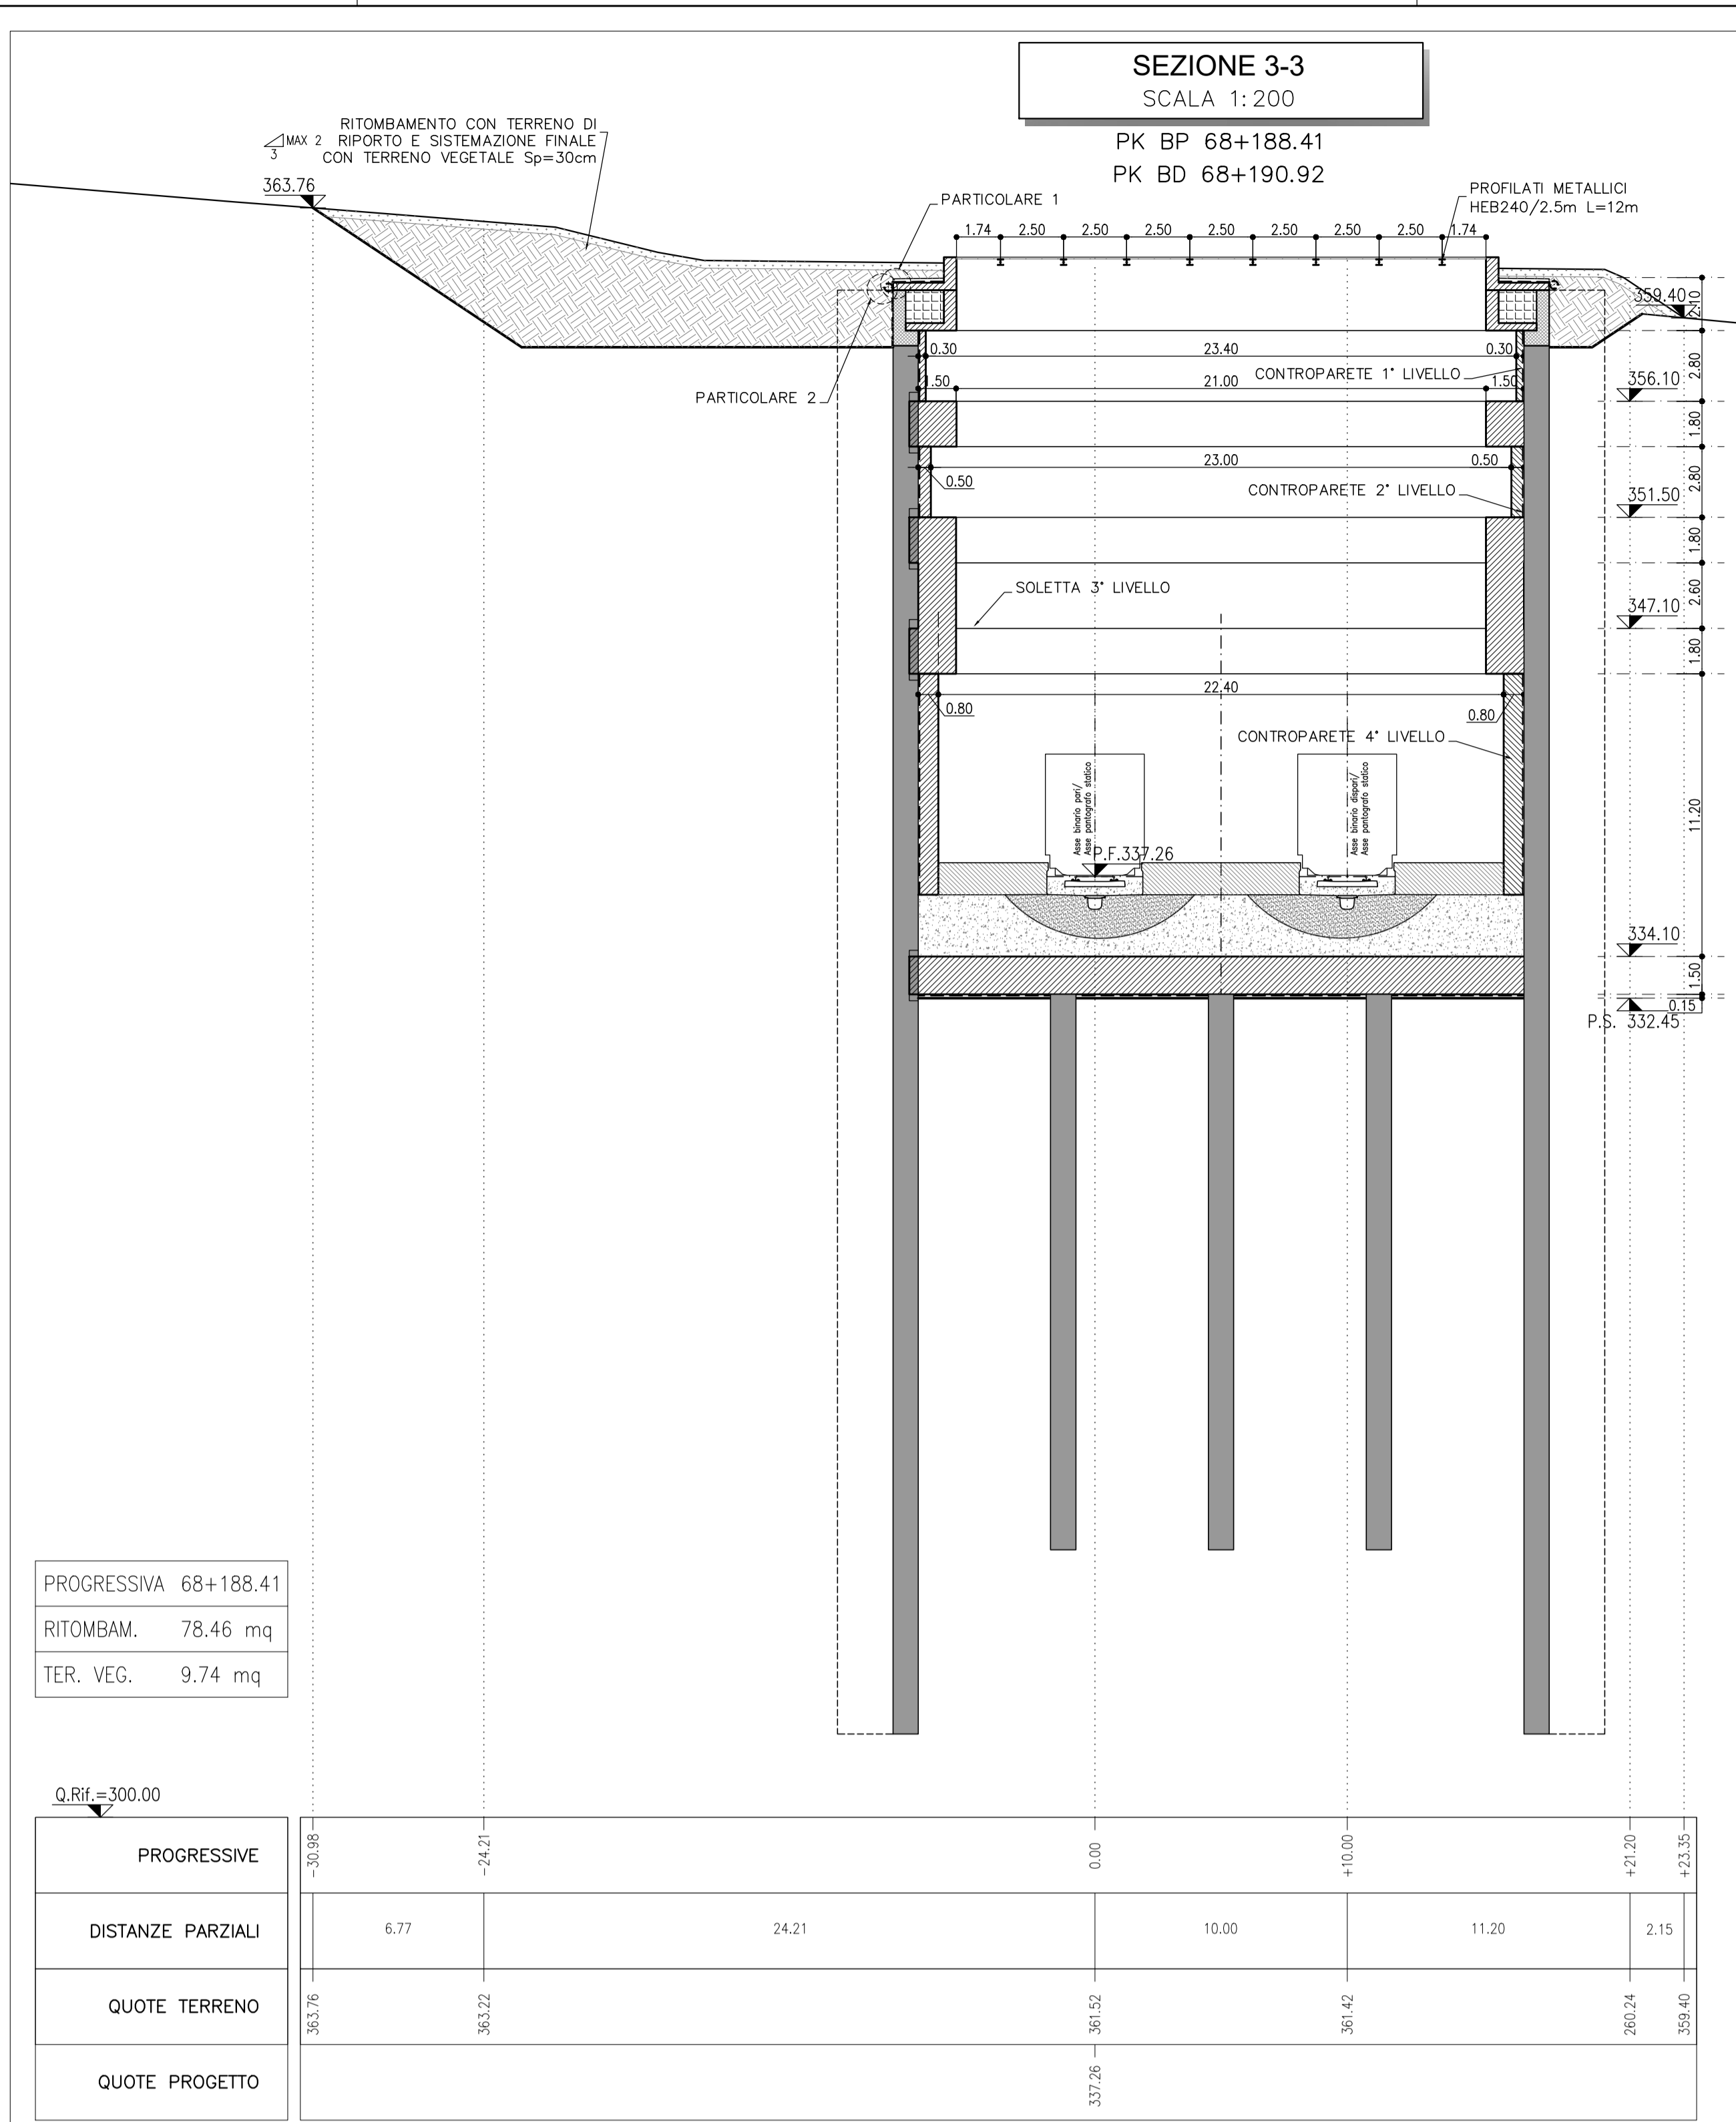 SEZIONE 3-3
SCALA 1:200
PK BP 68+188.41
PK BD 68+190.92
RITOMBAMENTO CON TERRENO DI
MAX 2 RIPORTO E SISTEMAZIONE FINALE
3
CON TERRENO VEGETALE Sp=30cm
363.76
PARTICOLARE 1
PROFILATI METALLICI
HEB240/2.5m L=12m
1.74 2.50 2.50 2.50 2.50 2.50 2.50 2.50 1.74
359.40
2.10
0.30 23.40 0.30
CONTROPARETE 1° LIVELLO
2.80
1.50 21.00 1.50
356.10
PARTICOLARE 2
1.80
23.00 0.50
0.50
2.80
CONTROPARETE 2° LIVELLO
351.50
1.80
SOLETTA 3° LIVELLO
2.60
347.10
1.80
22.40
0.80 0.80
CONTROPARETE 4° LIVELLO
Asse binario pari/
Asse pantografo statico
Asse binario dispari/
Asse pantografo statico
11.20
P.F.337.26
334.10
1.50
0.15
P.S. 332.45
PROGRESSIVA 68+188.41
RITOMBAM. 78.46 mq
TER. VEG. 9.74 mq
Q.Rif.=300.00
PROGRESSIVE -30.98 -24.21 0.00 +10.00 +21.20 +23.35
DISTANZE PARZIALI 6.77 24.21 10.00 11.20 2.15
QUOTE TERRENO 363.76 363.22 361.52 361.42 260.24 359.40
QUOTE PROGETTO 337.26